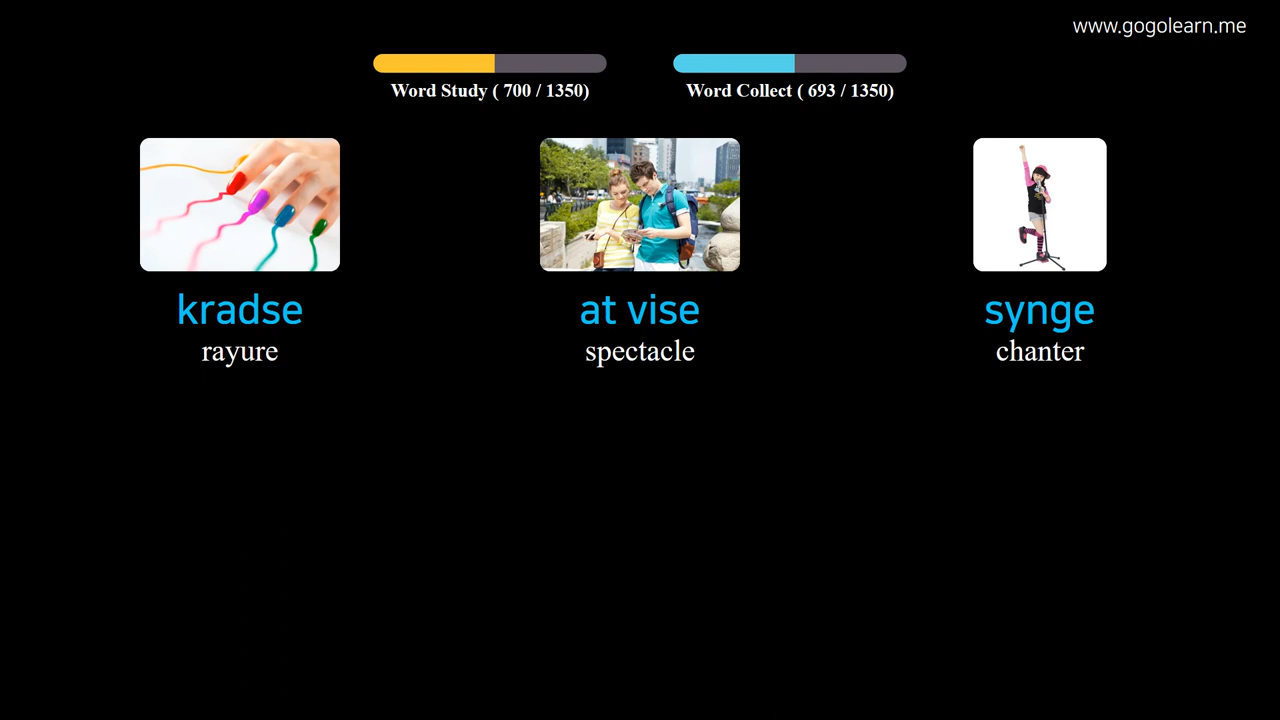 www.gogolearn.me
Word Study ( 700 / 1350)
Word Collect ( 693 / 1350)
kradse
rayure
at vise
spectacle
synge
chanter